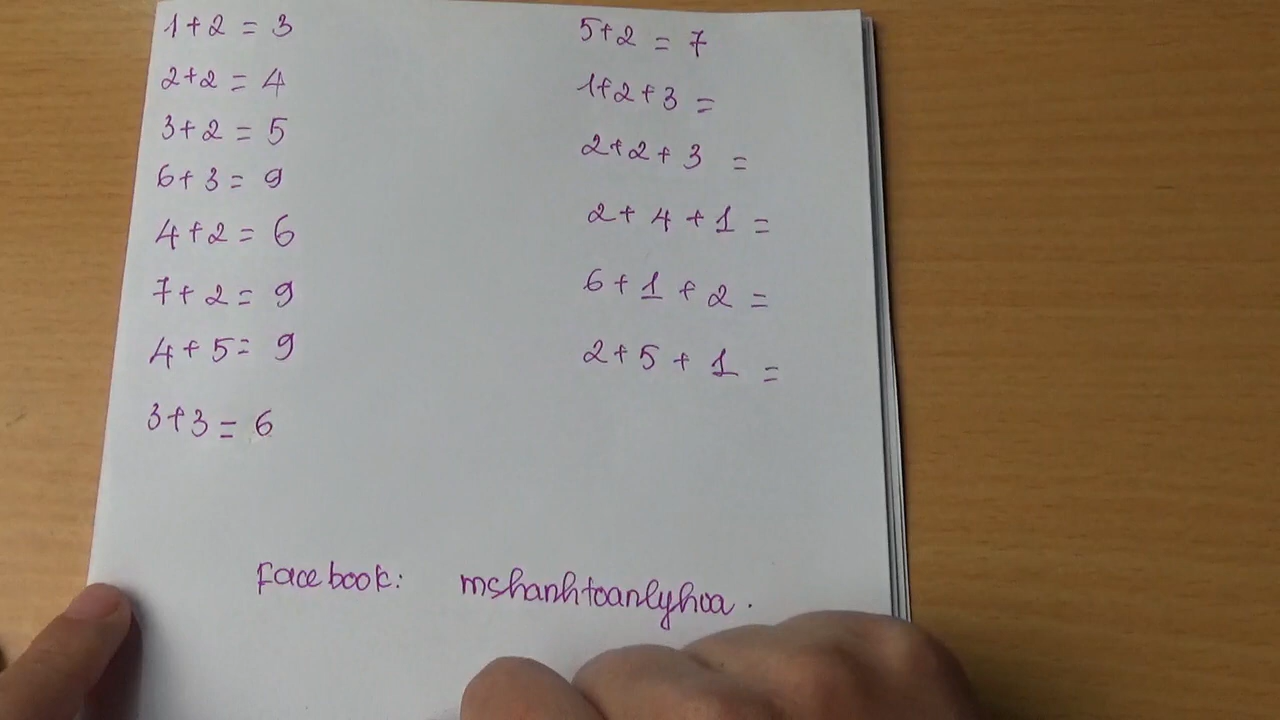 1+2 = 3
2+2 = 4
3+2 = 5
6+3 = 9
4+2 = 6
7+2 = 9
4+5 = 9
3+3 = 6
5+2 = 7
1+2+3 =
2+2+3 =
2+4+1 =
6+1+2 =
2+5+1 =
Facebook: mshanhtoanlyhoa.